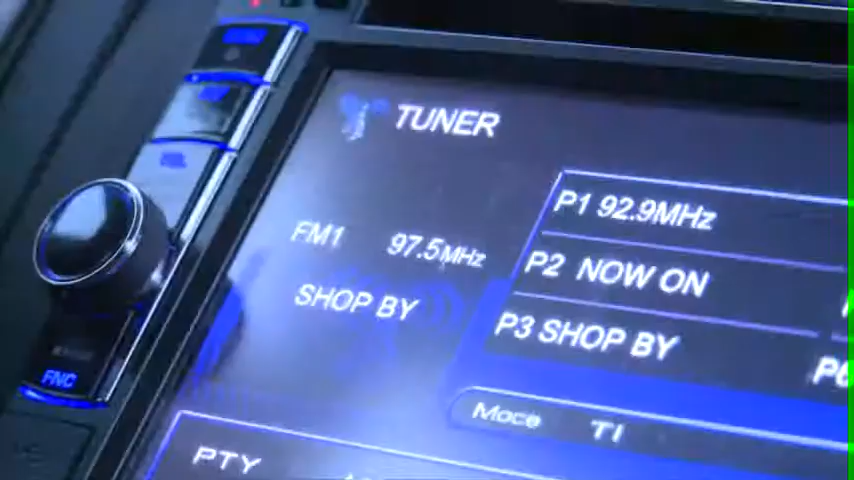 TUNER
FM1 97.5MHz
SHOP BY
P1 92.9MHz
P2 NOW ON
P3 SHOP BY
Moce TI
PTY
FNC